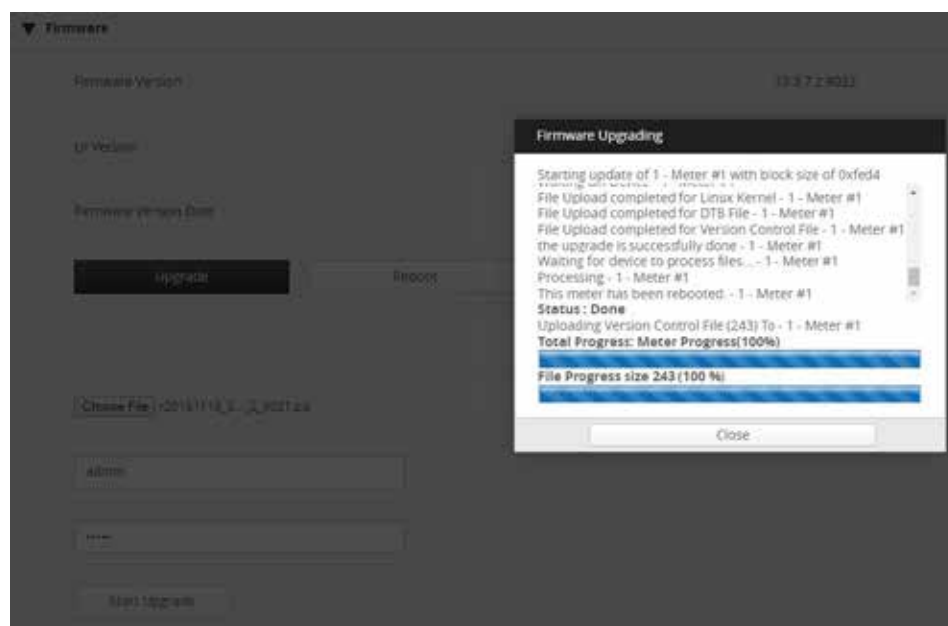 Firmware
Firmware Version
UI Version
Firmware Version Date
Upgrade
Reboot
Choose File
admin
•••••
Start Upgrade
Firmware Upgrading
Starting update of 1 - Meter #1 with block size of 0xfed4
File Upload completed for Linux Kernel - 1 - Meter #1
File Upload completed for DTB File - 1 - Meter #1
File Upload completed for Version Control File - 1 - Meter #1
the upgrade is successfully done - 1 - Meter #1
Waiting for device to process files... - 1 - Meter #1
Processing - 1 - Meter #1
This meter has been rebooted. - 1 - Meter #1
Status : Done
Uploading Version Control File (243) To - 1 - Meter #1
Total Progress: Meter Progress(100%)
File Progress size 243 (100 %)
Close